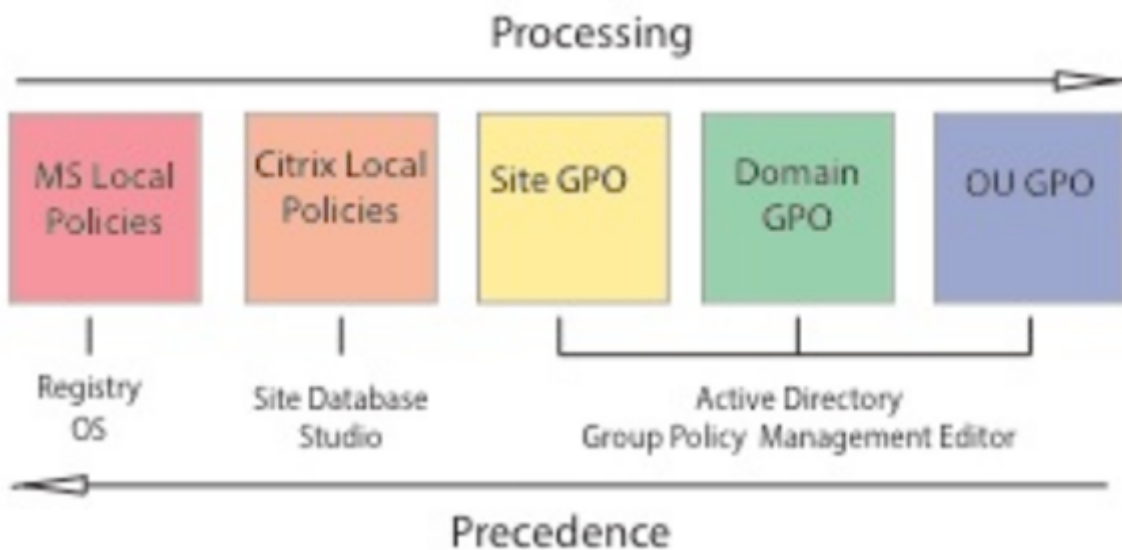 Processing
MS Local
Policies
Citrix Local
Policies
Site GPO
Domain
GPO
OU GPO
Registry
OS
Site Database
Studio
Active Directory
Group Policy Management Editor
Precedence